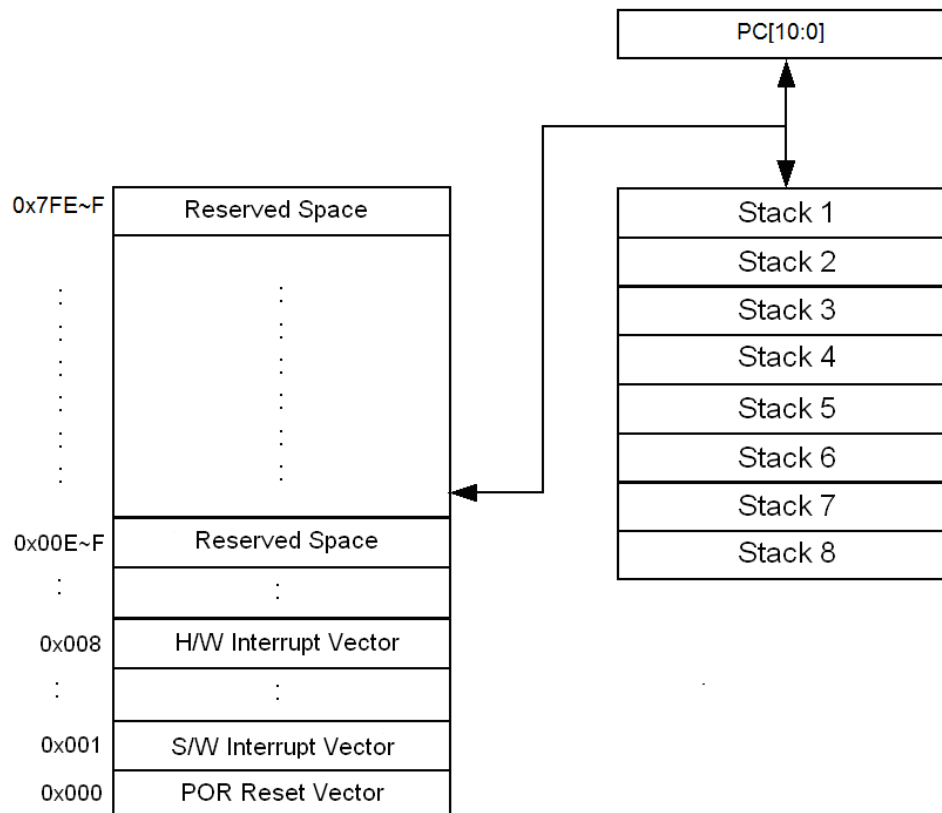 PC[10:0]
0x7FE~F
Reserved Space
Stack 1
Stack 2
Stack 3
Stack 4
Stack 5
Stack 6
Stack 7
Stack 8
0x00E~F
Reserved Space
0x008
H/W Interrupt Vector
0x001
S/W Interrupt Vector
0x000
POR Reset Vector